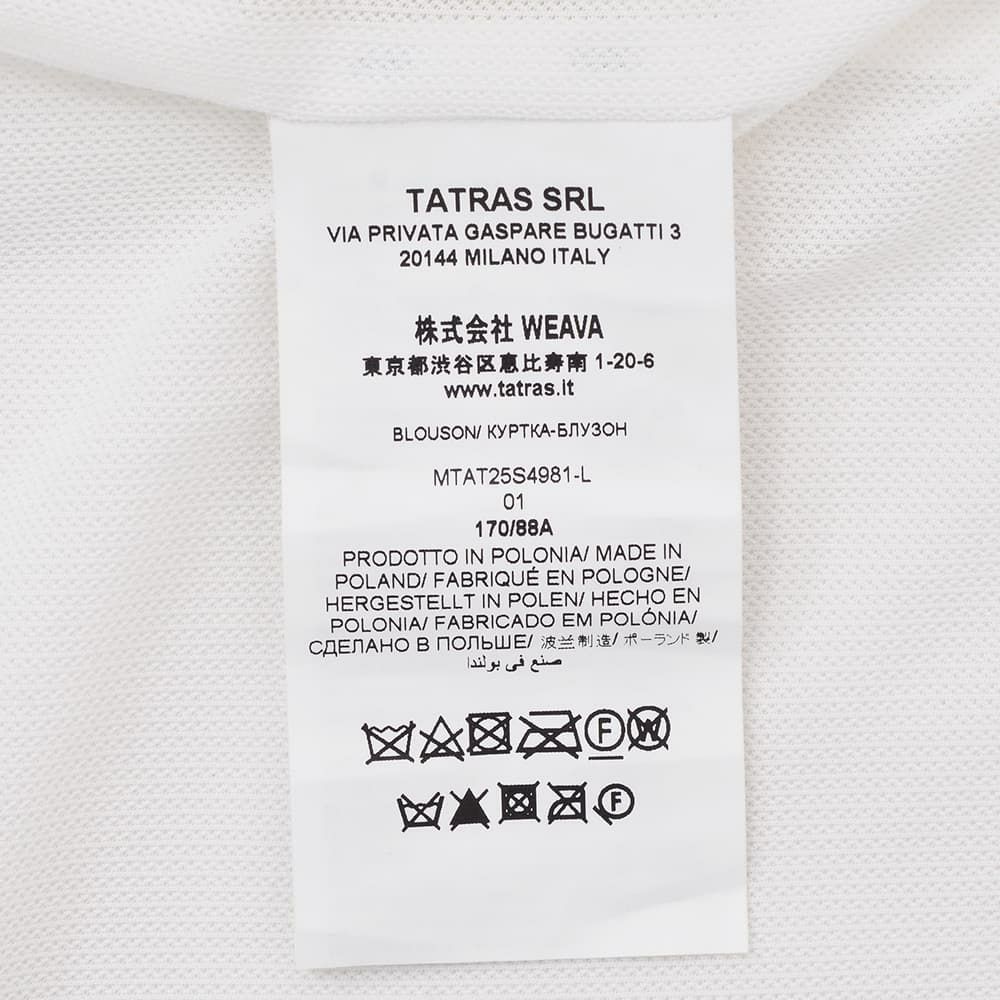 TATRAS SRL
VIA PRIVATA GASPARE BUGATTI 3
20144 MILANO ITALY
株式会社 WEAVA
東京都渋谷区恵比寿南 1-20-6
www.tatras.it
BLOUSON/ КУРТКА-БЛУЗОН
MTAT25S4981-L
01
170/88A
PRODOTTO IN POLONIA/ MADE IN
POLAND/ FABRIQUÉ EN POLOGNE/
HERGESTELLT IN POLEN/ HECHO EN
POLONIA/ FABRICADO EM POLÓNIA/
СДЕЛАНО В ПОЛЬШЕ/ 波兰制造/ ポーランド 製/
صنع في بولندا
F W
F